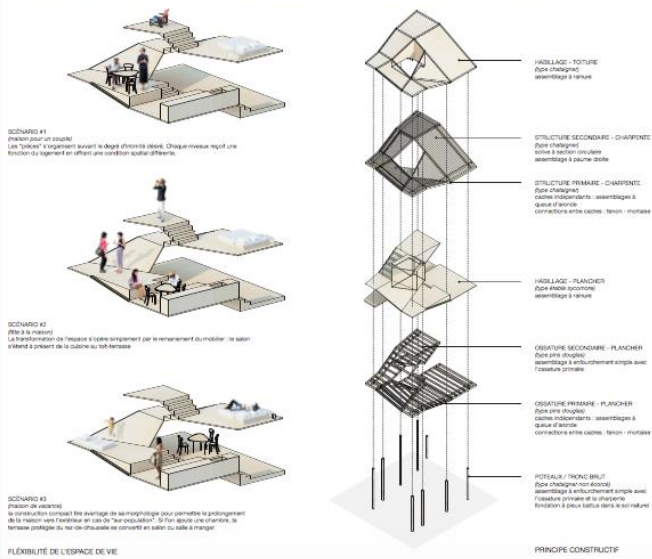 SCÉNARIO #1
(maison pour un couple)
Les "pièces" s'organisent suivant le degré d'intimité désiré. Chaque niveaux reçoit une
fonction du logement en offrant une condition spatial différente.
SCÉNARIO #2
(fête à la maison)
La transformation de l'espace s'opère simplement par le remaniement du mobilier : le salon
s'étend à présent de la cuisine au toit-terrasse
SCÉNARIO #3
(maison de vacance)
la construction compact tire avantage de sa morphologie pour permettre le prolongement
de la maison vers l'extérieur en cas de "sur-population". Si l'on ajoute une chambre, la
terrasse protégée du rez-de-chaussée se convertit en salon ou salle à manger
FLÉXIBILITÉ DE L'ESPACE DE VIE
HABILLAGE - TOITURE
(type chataigner)
assemblage à rainure
STRUCTURE SECONDAIRE - CHARPENTE
(type chataigner)
solive à section circulaire
assemblage à paume droite
STRUCTURE PRIMAIRE - CHARPENTE
(type chataigner)
cadres indépendants : assemblages à
queue d'aronde
connections entre cadres : tenon - mortaise
HABILLAGE - PLANCHER
(type érable sycomore)
assemblage à rainure
OSSATURE SECONDAIRE - PLANCHER
(type pins douglas)
assemblage à enfourchement simple avec
l'ossature primaire
OSSATURE PRIMAIRE - PLANCHER
(type pins douglas)
cadres indépendants : assemblages à
queue d'aronde
connections entre cadres : tenon - mortaise
POTEAUX / TRONC BRUT
(type chataigner non écorcé)
assemblage à enfourchement simple avec
l'ossature primaire et la charpente
fondation à pieux battus dans le sol naturel
PRINCIPE CONSTRUCTIF